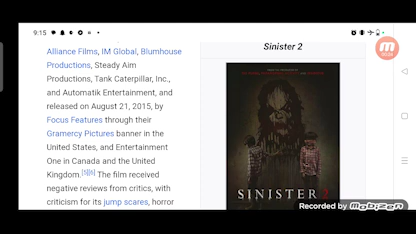 9:15
Alliance Films, IM Global, Blumhouse
Productions, Steady Aim
Productions, Tank Caterpillar, Inc.,
and Automatik Entertainment, and
released on August 21, 2015, by
Focus Features through their
Gramercy Pictures banner in the
United States, and Entertainment
One in Canada and the United
Kingdom.[5][6] The film received
negative reviews from critics, with
criticism for its jump scares, horror
Sinister 2
SINISTER 2
Recorded by Mobizen